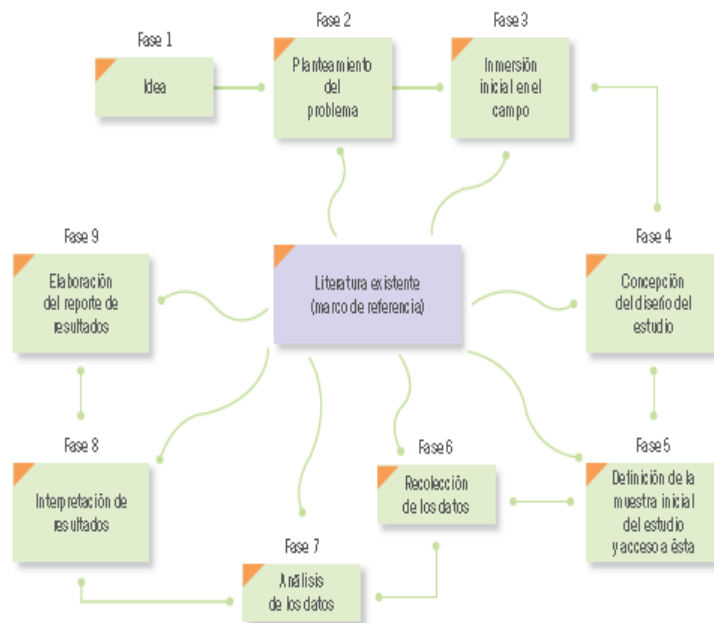 Fase 1
Idea
Fase 2
Planteamiento
del
problema
Fase 3
Inmersión
inicial en el
campo
Fase 4
Concepción
del diseño del
estudio
Fase 5
Definición de la
muestra inicial
del estudio
y acceso a ésta
Fase 6
Recolección
de los datos
Fase 7
Análisis
de los datos
Fase 8
Interpretación de
resultados
Fase 9
Elaboración
del reporte de
resultados
Literatura existente
(marco de referencia)